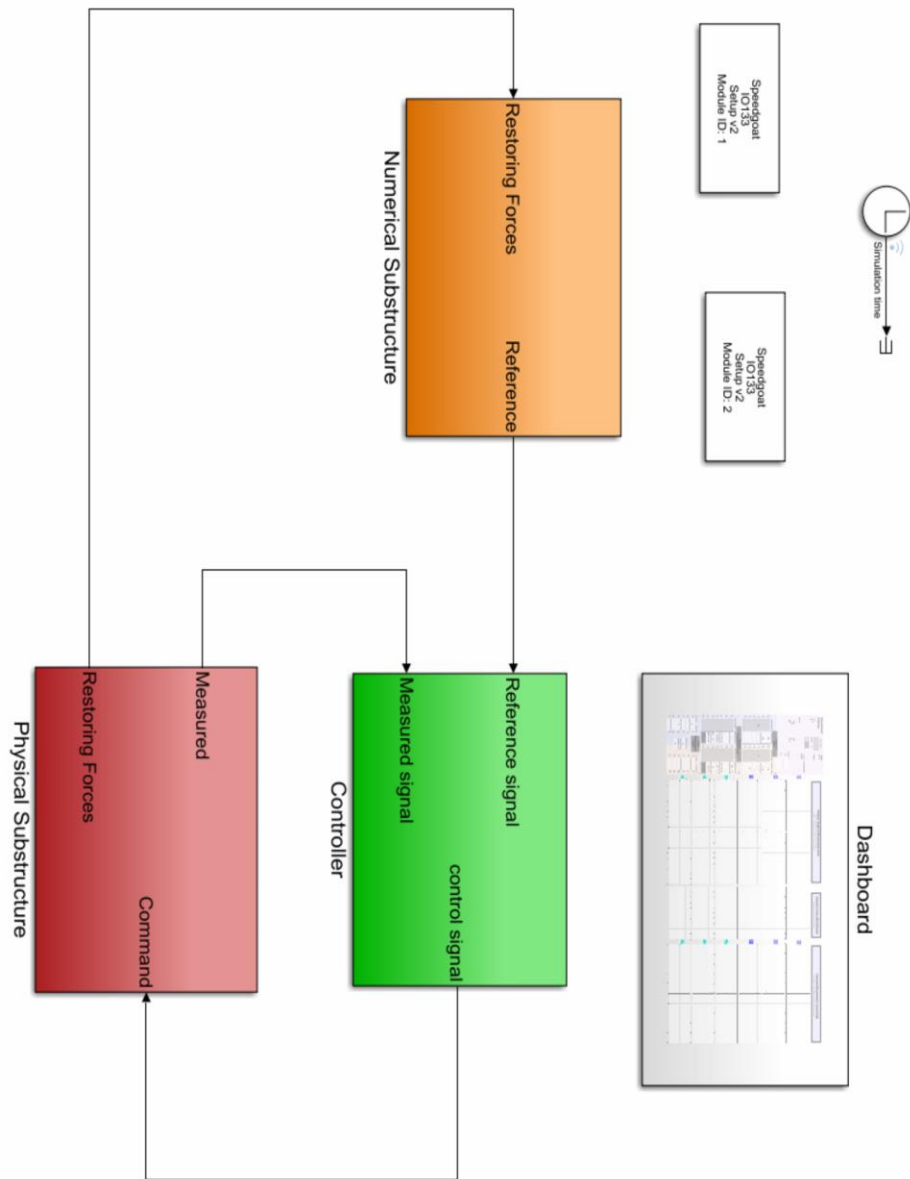 Simulation time
Speedgoat
IO133
Setup v2
Module ID: 1
Speedgoat
IO133
Setup v2
Module ID: 2
Dashboard
Restoring Forces
Reference
Numerical Substructure
Reference signal
Measured signal
control signal
Controller
Measured
Restoring Forces
Command
Physical Substructure